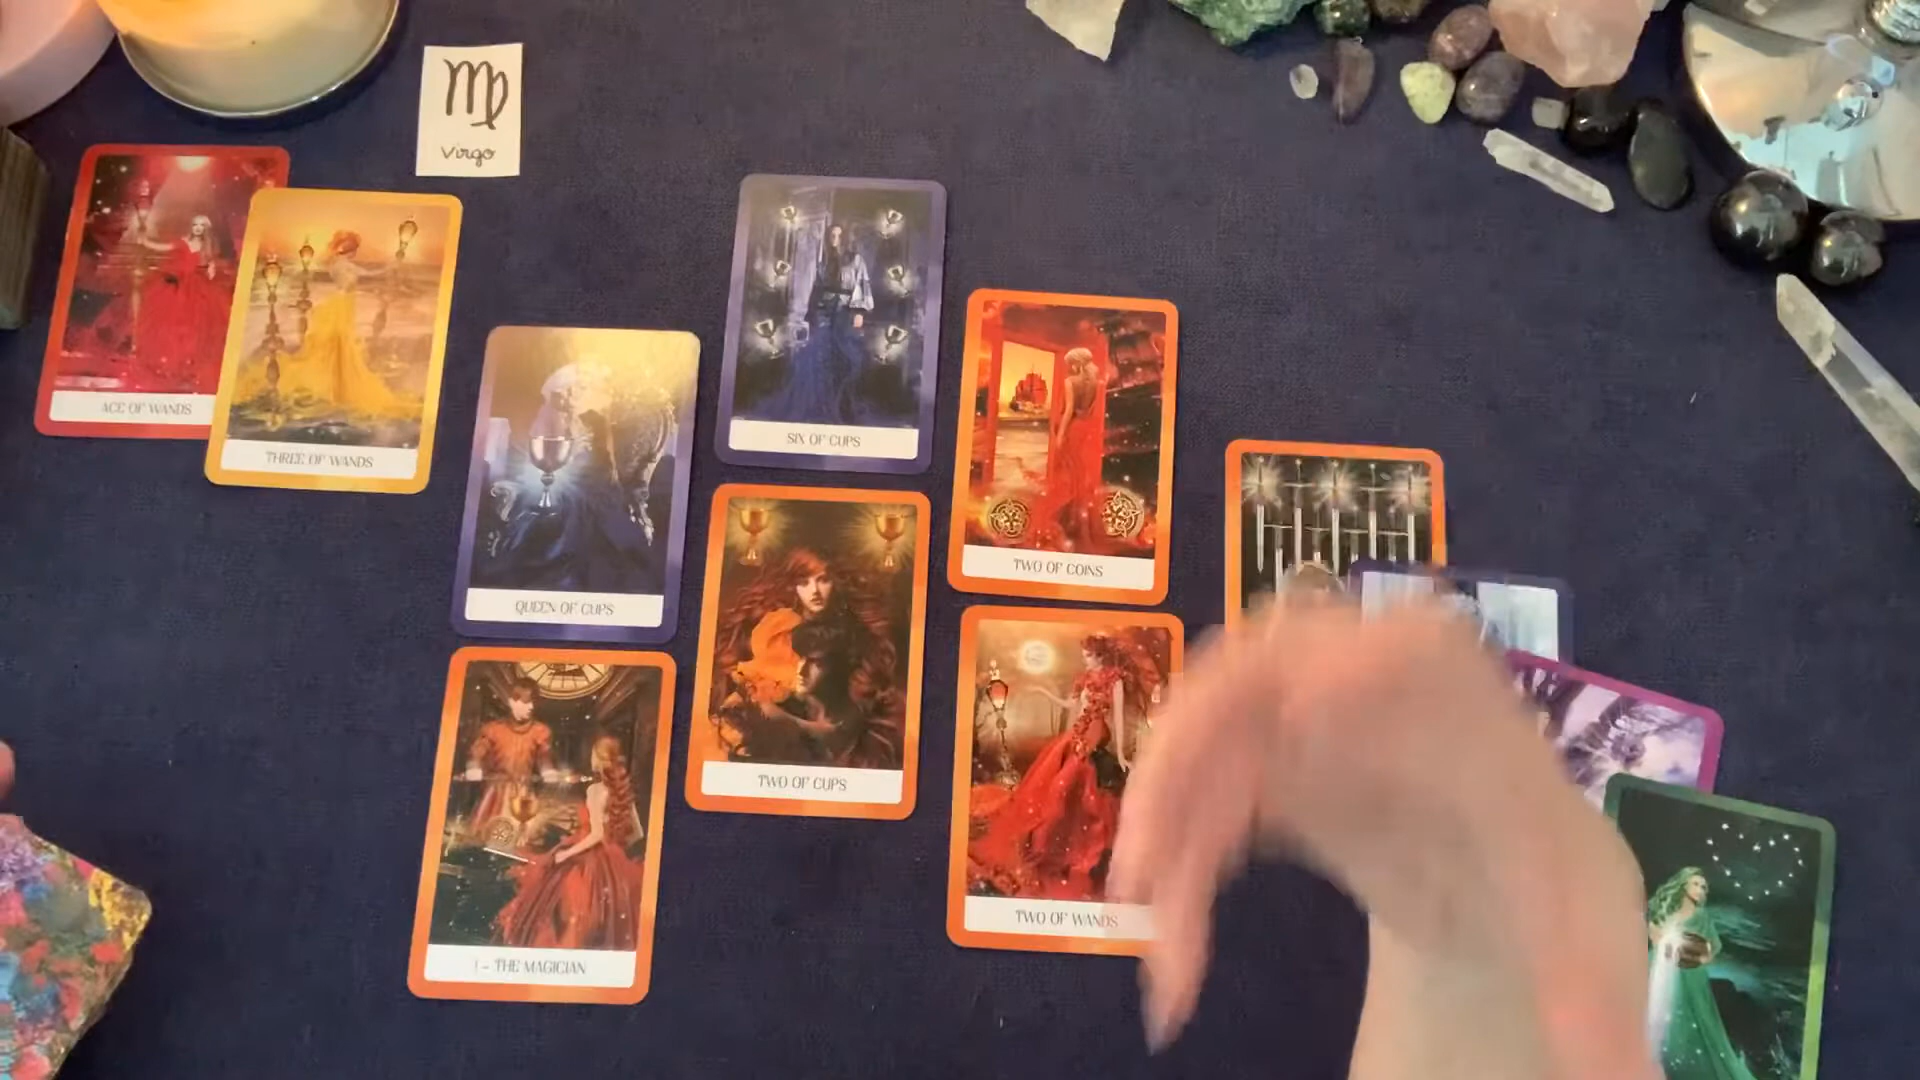 ♍
virgo
ACE OF WANDS
THREE OF WANDS
SIX OF CUPS
TWO OF COINS
QUEEN OF CUPS
TWO OF CUPS
TWO OF WANDS
I – THE MAGICIAN